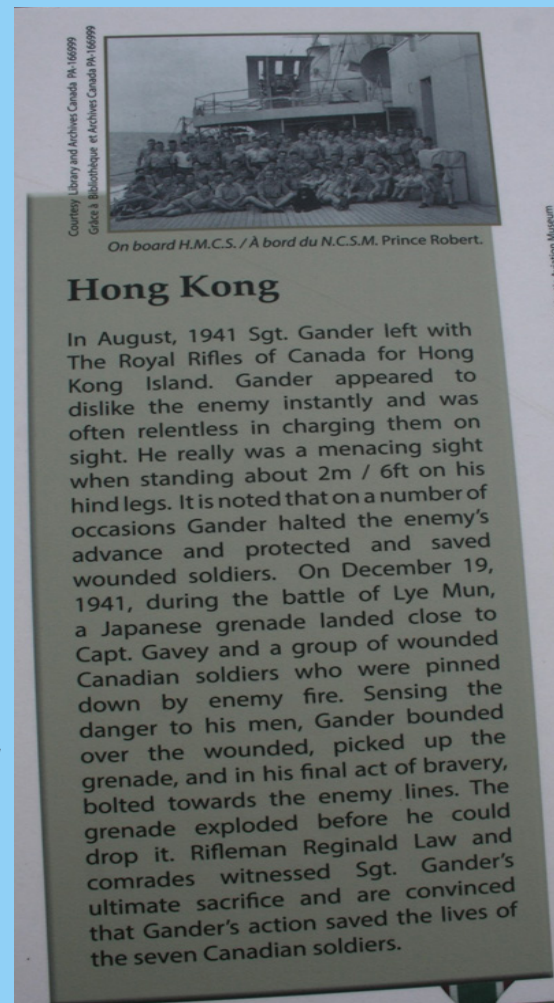 Courtesy Library and Archives Canada PA-166999
Grâce à Bibliothèque et Archives Canada PA-166999
On board H.M.C.S. / À bord du N.C.S.M. Prince Robert.
Hong Kong
In August, 1941 Sgt. Gander left with
The Royal Rifles of Canada for Hong
Kong Island. Gander appeared to
dislike the enemy instantly and was
often relentless in charging them on
sight. He really was a menacing sight
when standing about 2m / 6ft on his
hind legs. It is noted that on a number of
occasions Gander halted the enemy's
advance and protected and saved
wounded soldiers. On December 19,
1941, during the battle of Lye Mun,
a Japanese grenade landed close to
Capt. Gavey and a group of wounded
Canadian soldiers who were pinned
down by enemy fire. Sensing the
danger to his men, Gander bounded
over the wounded, picked up the
grenade, and in his final act of bravery,
bolted towards the enemy lines. The
grenade exploded before he could
drop it. Rifleman Reginald Law and
comrades witnessed Sgt. Gander's
ultimate sacrifice and are convinced
that Gander's action saved the lives of
the seven Canadian soldiers.
Aviation Museum